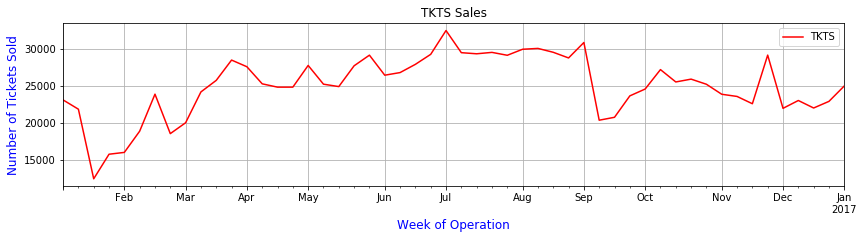 TKTS Sales
TKTS
Number of Tickets Sold
30000
25000
20000
15000
Feb Mar Apr May Jun Jul Aug Sep Oct Nov Dec Jan
2017
Week of Operation